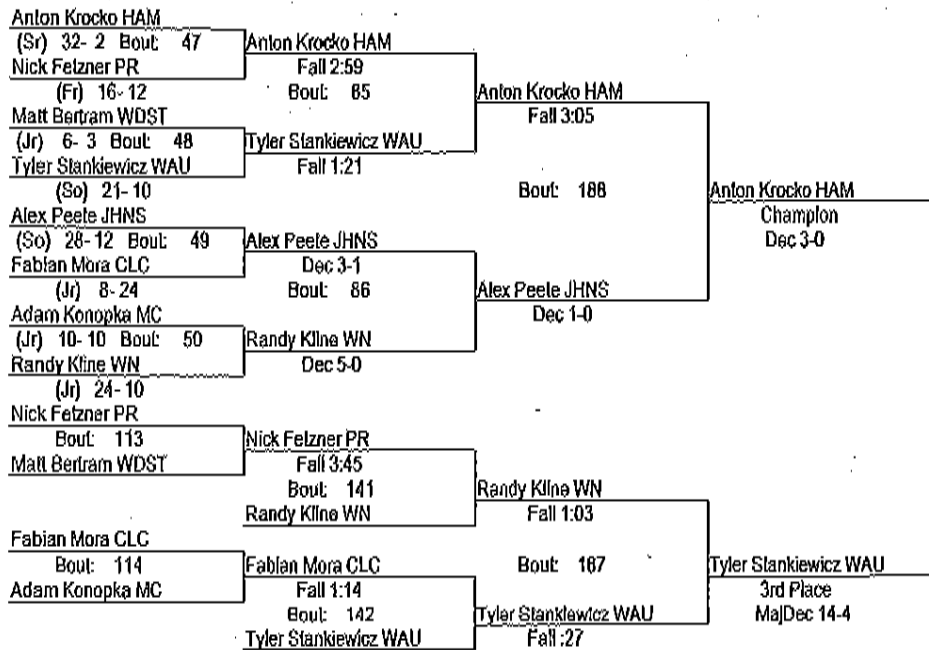 Anton Krocko HAM
(Sr) 32- 2 Bout: 47
Anton Krocko HAM
Nick Felzner PR
Fall 2:59
(Fr) 16- 12
Bout: 85
Anton Krocko HAM
Matt Bertram WDST
Fall 3:05
(Jr) 6- 3 Bout: 48
Tyler Stankiewicz WAU
Tyler Stankiewicz WAU
Fall 1:21
(So) 21- 10
Bout: 188
Anton Krocko HAM
Alex Peete JHNS
Champion
(So) 28- 12 Bout: 49
Alex Peete JHNS
Dec 3-0
Fabian Mora CLC
Dec 3-1
(Jr) 8- 24
Bout: 86
Alex Peete JHNS
Adam Konopka MC
Dec 1-0
(Jr) 10- 10 Bout: 50
Randy Kline WN
Randy Kline WN
Dec 5-0
(Jr) 24- 10
Nick Felzner PR
Bout: 113
Nick Felzner PR
Matt Bertram WDST
Fall 3:45
Bout: 141
Randy Kline WN
Randy Kline WN
Fall 1:03
Fabian Mora CLC
Bout: 114
Fabian Mora CLC
Bout: 187
Tyler Stankiewicz WAU
Adam Konopka MC
Fall 1:14
3rd Place
Bout: 142
Tyler Stankiewicz WAU
MajDec 14-4
Tyler Stankiewicz WAU
Fall :27